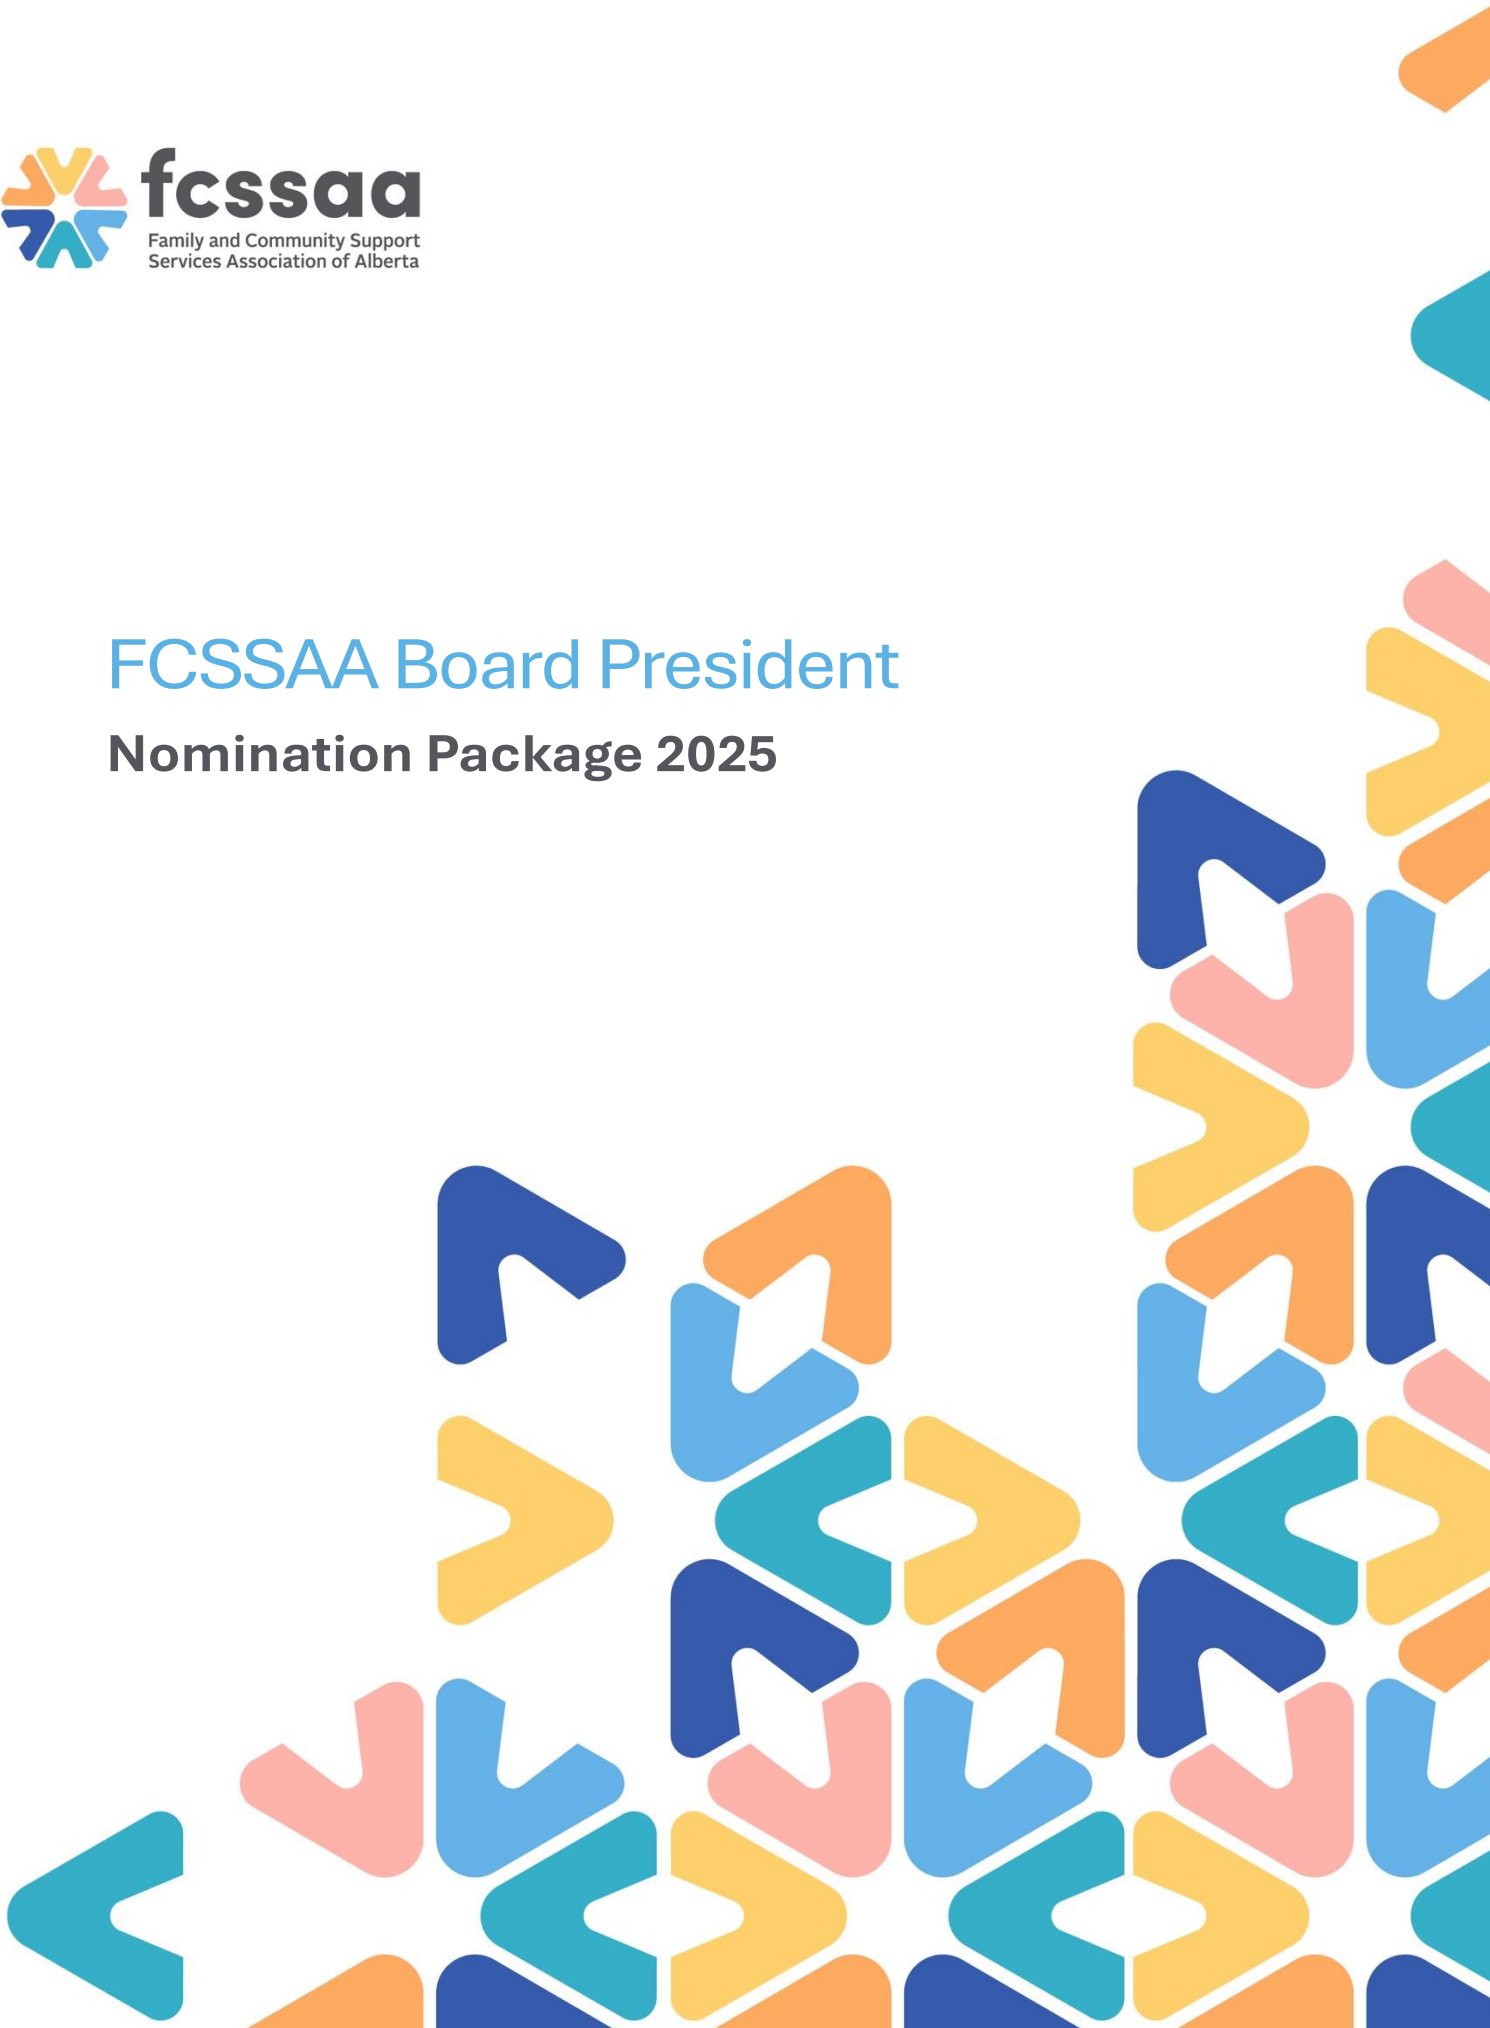 fcssaa
Family and Community Support
Services Association of Alberta
FCSSAA Board President
Nomination Package 2025